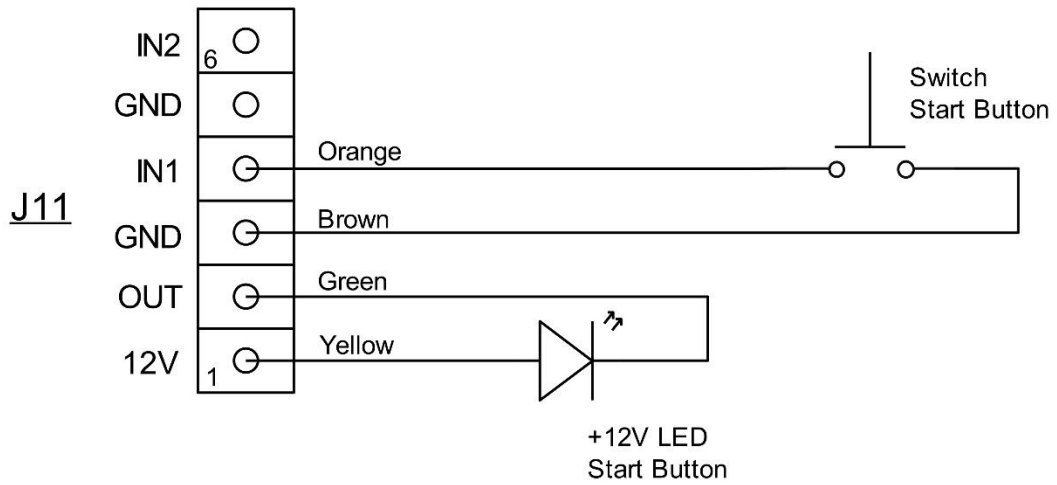 IN2
6
GND
Switch
Start Button
IN1
Orange
J11
GND
Brown
OUT
Green
12V
1
Yellow
+12V LED
Start Button